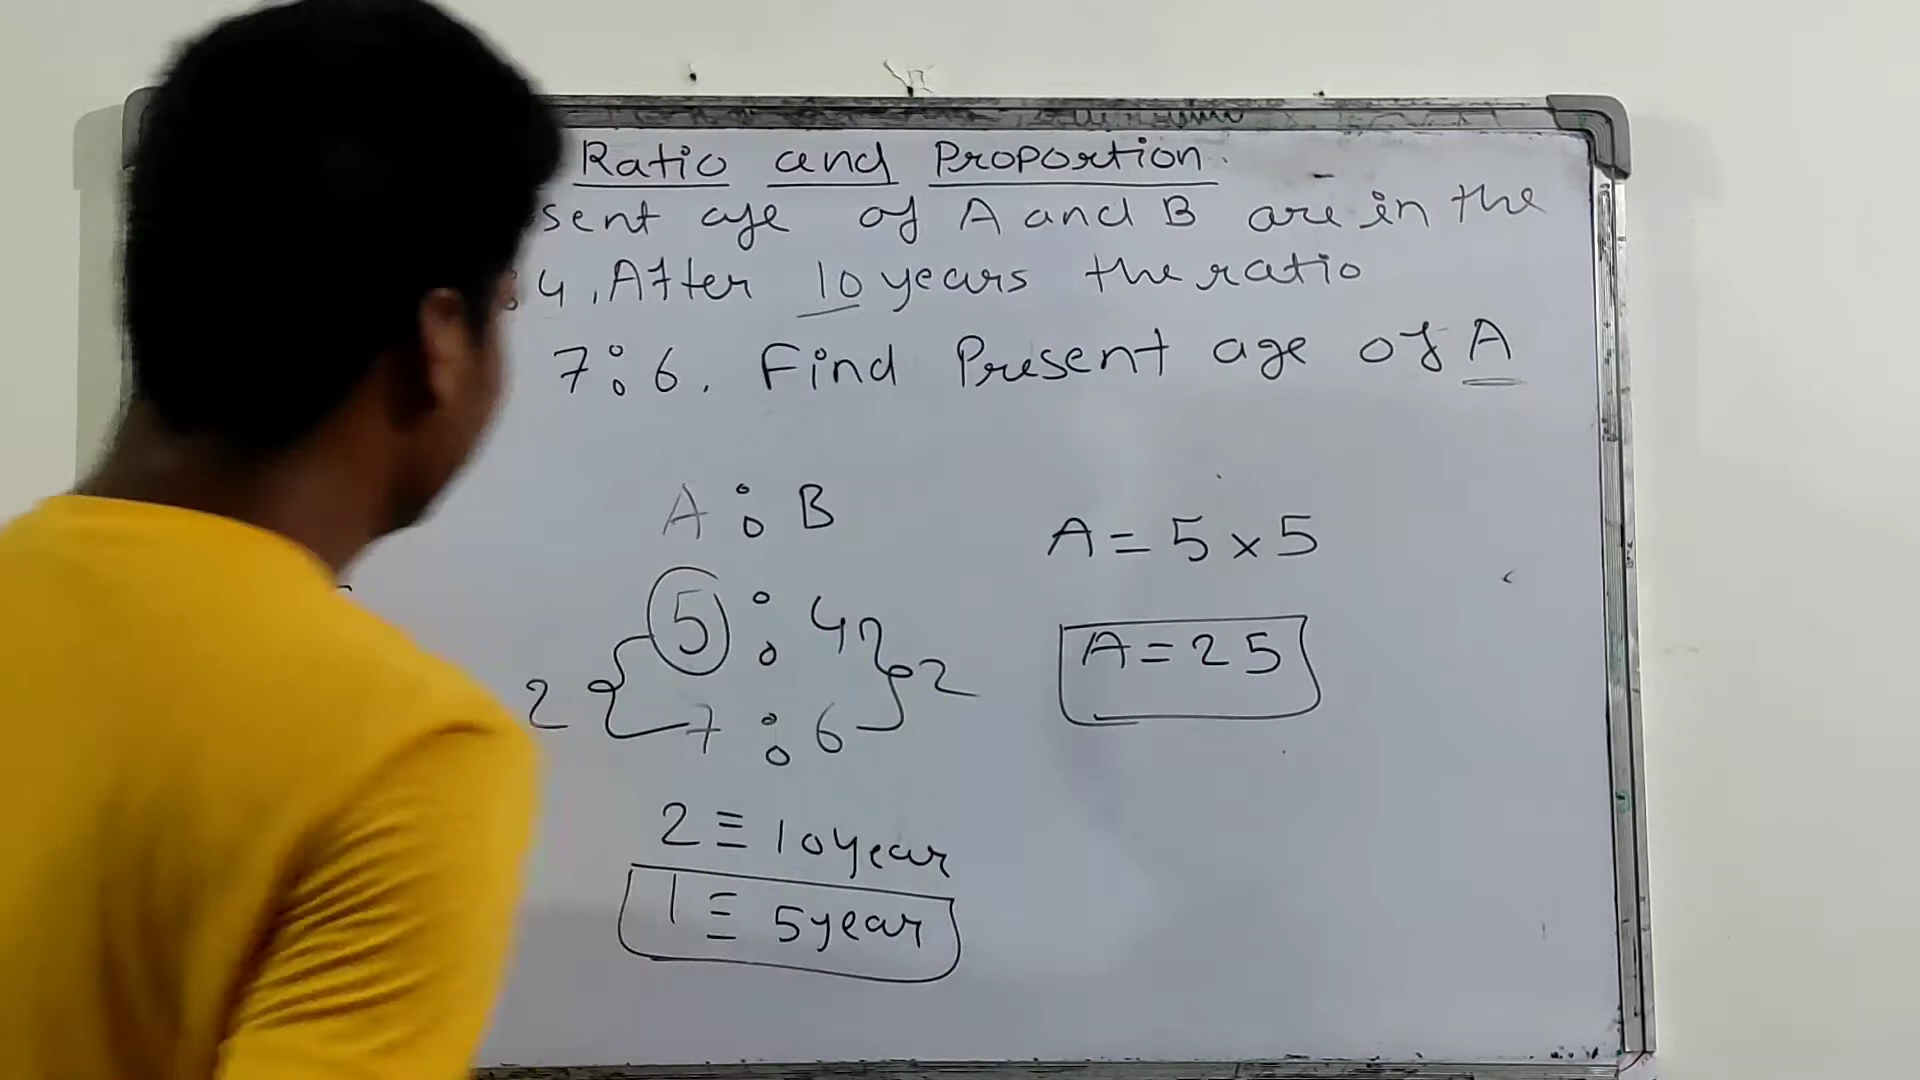 Ratio and Proportion.
sent age of A and B are in the
:4, After 10 years the ratio
7:6. Find Present age of A
A : B
5 : 4
2 2
7 : 6
2 ≡ 10 year
1 ≡ 5 year
A = 5 × 5
A = 25